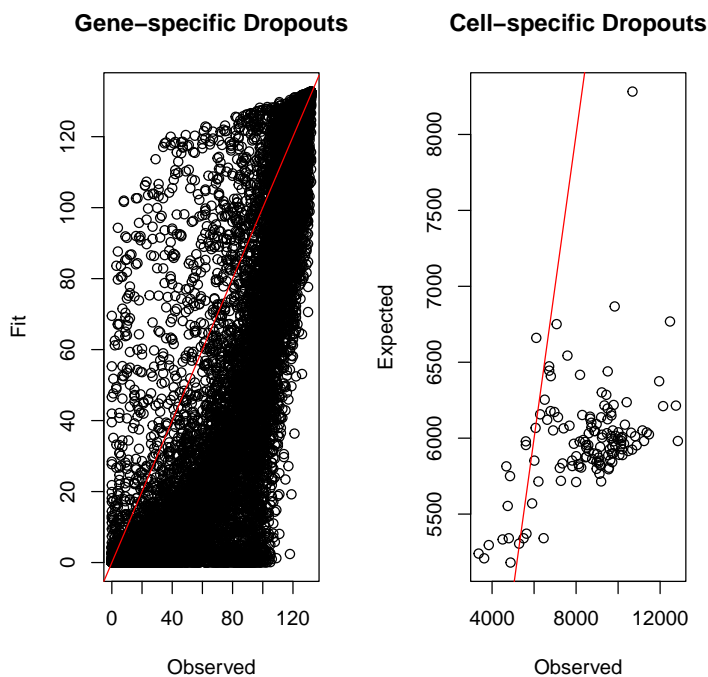 Gene−specific Dropouts
Fit
0
20
40
60
80
100
120
0 40 80 120
Observed
Cell−specific Dropouts
Expected
5500
6000
6500
7000
7500
8000
4000 8000 12000
Observed